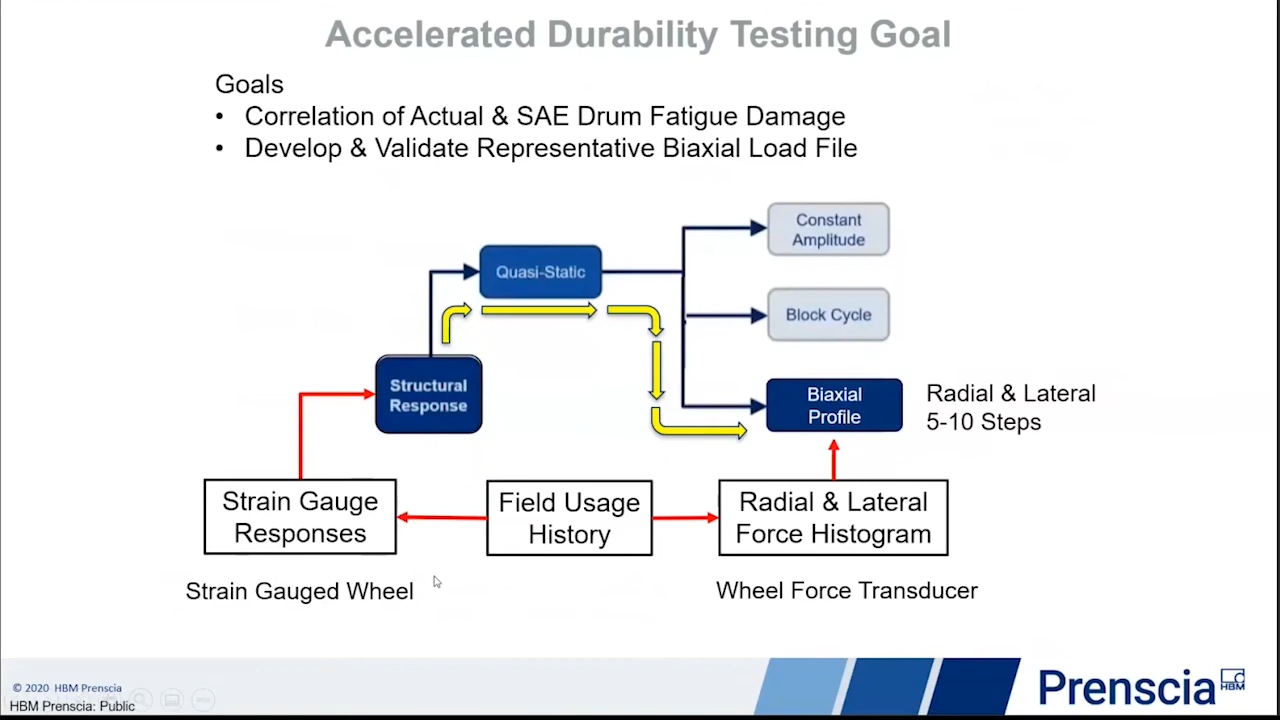 Accelerated Durability Testing Goal
Goals
• Correlation of Actual & SAE Drum Fatigue Damage
• Develop & Validate Representative Biaxial Load File
Constant
Amplitude
Quasi-Static
Block Cycle
Structural
Response
Biaxial
Profile
Radial & Lateral
5-10 Steps
Strain Gauge
Responses
Field Usage
History
Radial & Lateral
Force Histogram
Strain Gauged Wheel
Wheel Force Transducer
© 2020 HBM Prenscia
HBM Prenscia: Public
Prenscia
HBM